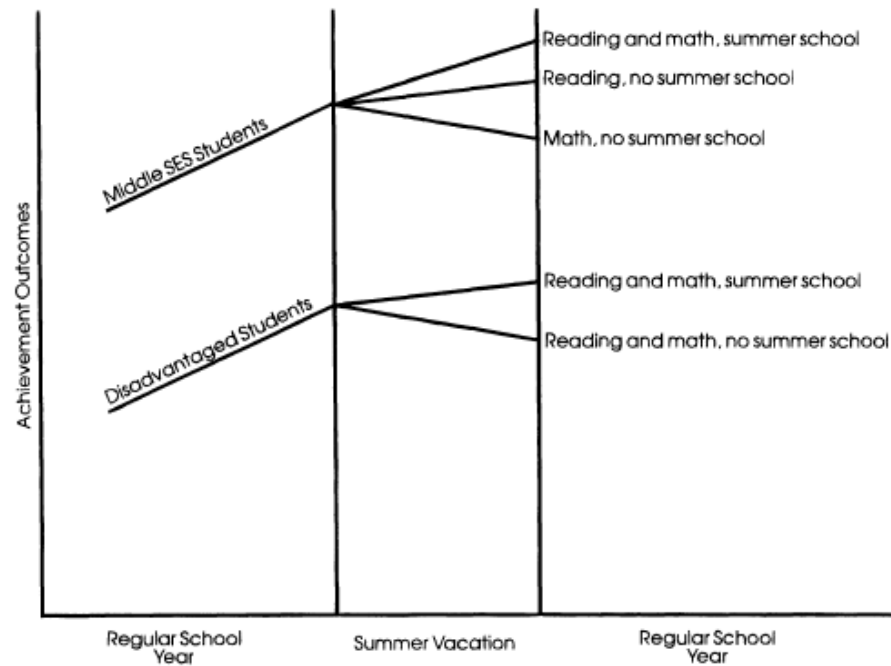 Reading and math, summer school
Reading, no summer school
Math, no summer school
Middle SES Students
Reading and math, summer school
Reading and math, no summer school
Disadvantaged Students
Achievement Outcomes
Regular School
Year
Summer Vacation
Regular School
Year